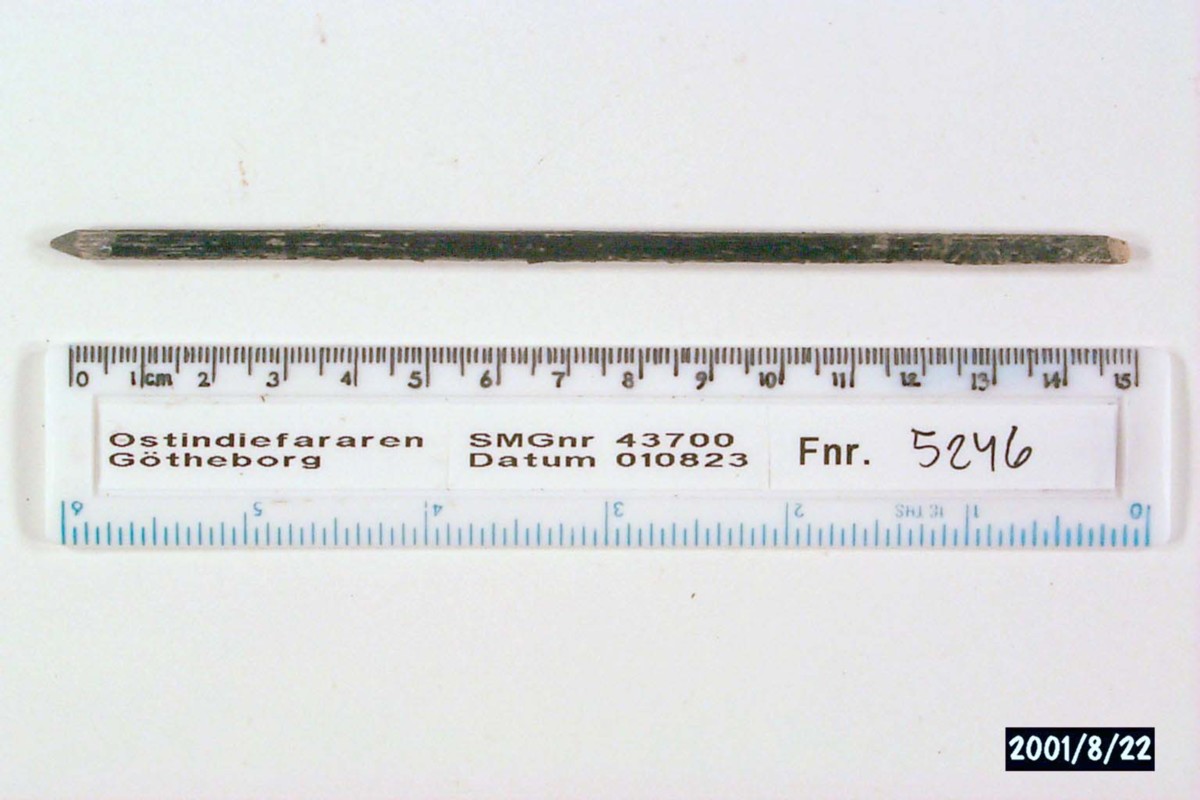 0 1 cm 2 3 4 5 6 7 8 9 10 11 12 13 14 15
Ostindiefararen SMGnr 43700 Fnr. 5246
Götheborg Datum 010823
6 5 4 3 2 1 0
2001/8/22